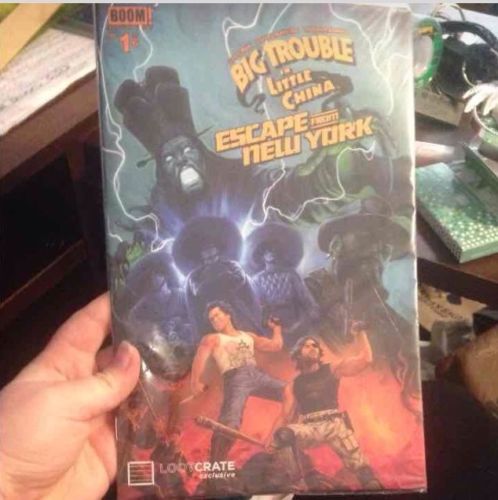 BOOM!
1
BIG TROUBLE
IN
LITTLE
CHINA
ESCAPE FROM
NEW YORK
LOOTCRATE
exclusive